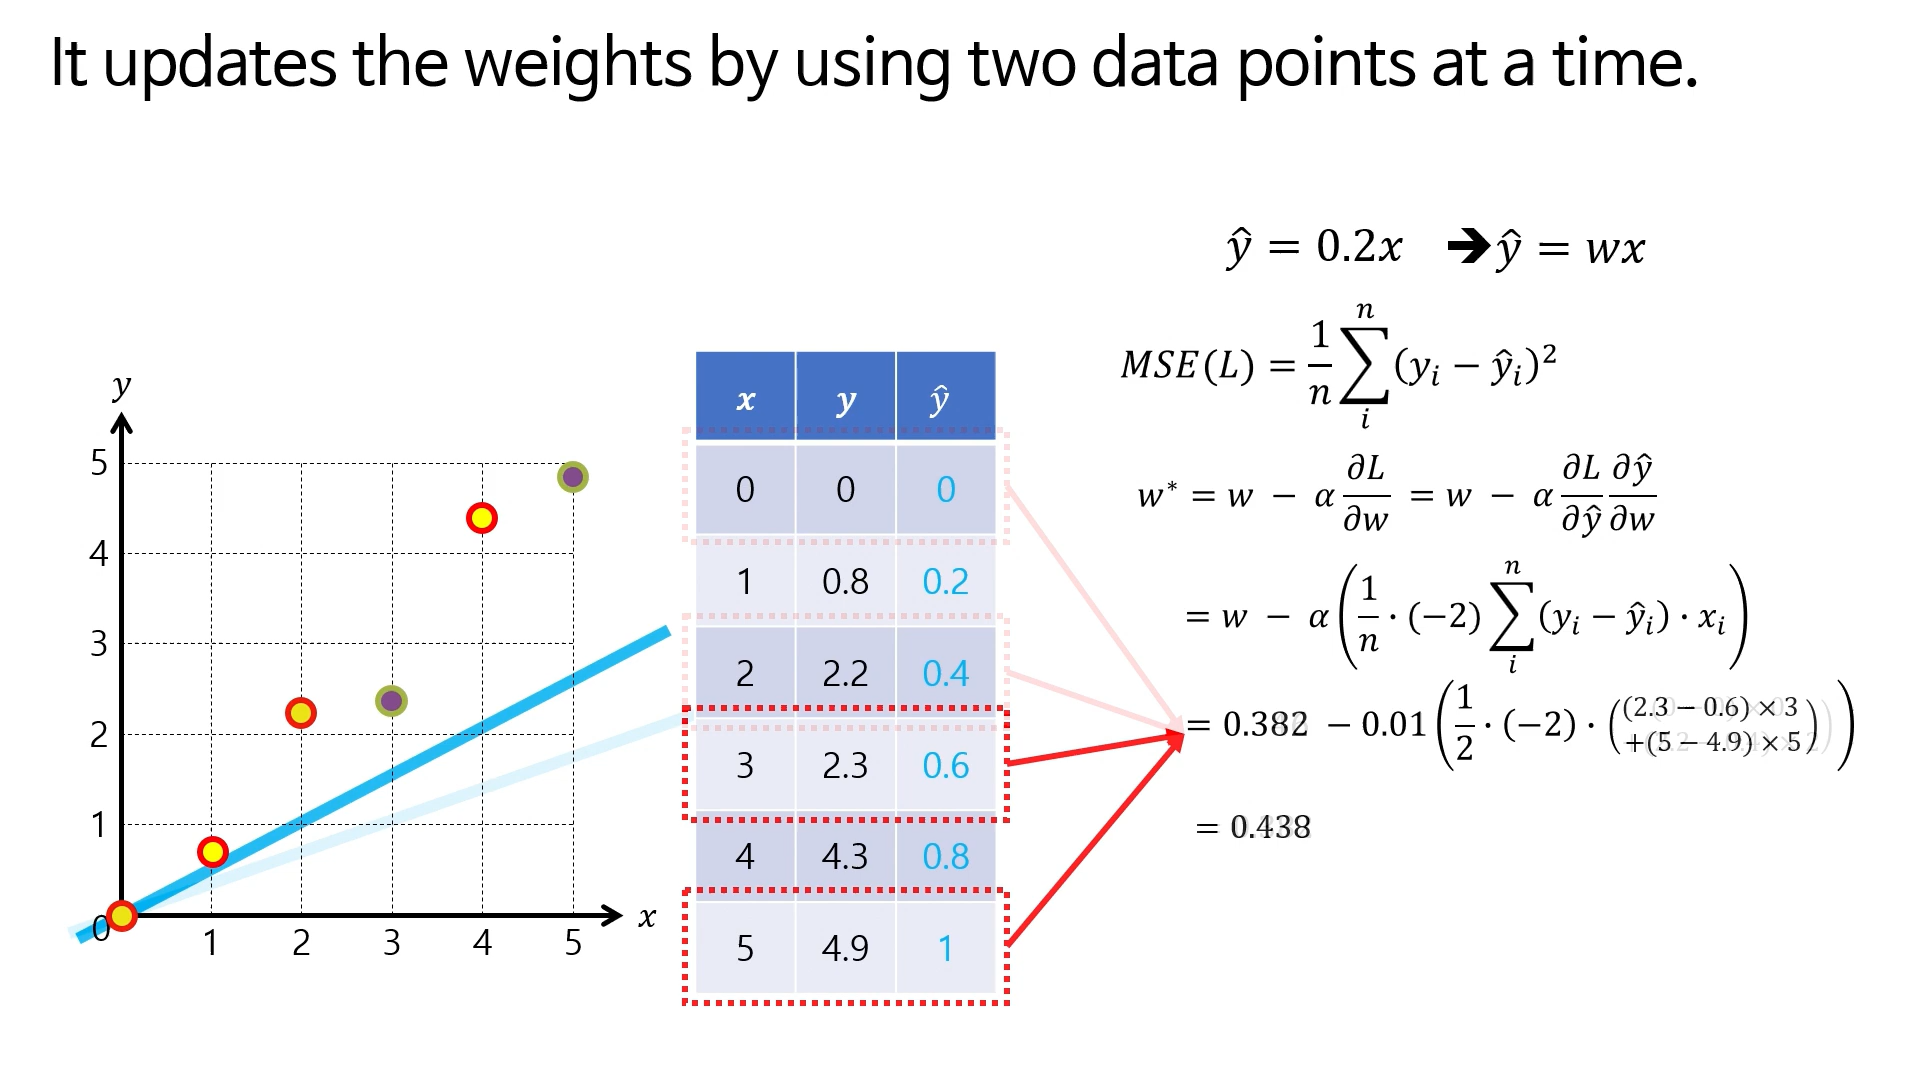 It updates the weights by using two data points at a time.
ŷ = 0.2x ➔ ŷ = wx
MSE(L) = 1/n ∑ᵢⁿ (yᵢ − ŷᵢ)²
w* = w − α ∂L/∂w = w − α ∂L/∂ŷ ∂ŷ/∂w
= w − α(1/n · (−2) ∑ᵢⁿ (yᵢ − ŷᵢ) · xᵢ)
= 0.382 − 0.01(1/2 · (−2) · ((2.3 − 0.6) × 3 +(5 − 4.9) × 5))
= 0.438
y
5
4
3
2
1
0
1 2 3 4 5
x
x y ŷ
0 0 0
1 0.8 0.2
2 2.2 0.4
3 2.3 0.6
4 4.3 0.8
5 4.9 1